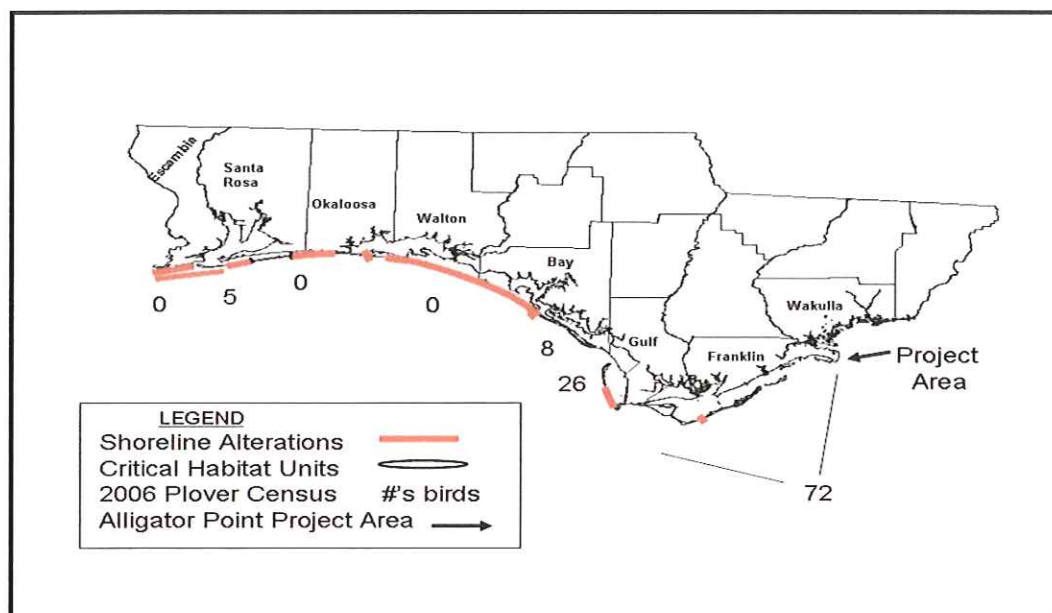 Escambia
Santa
Rosa
Okaloosa
Walton
Bay
Wakulla
Gulf
Franklin
Project
Area
0
5
0
0
8
26
72
LEGEND
Shoreline Alterations
Critical Habitat Units
2006 Plover Census #'s birds
Alligator Point Project Area